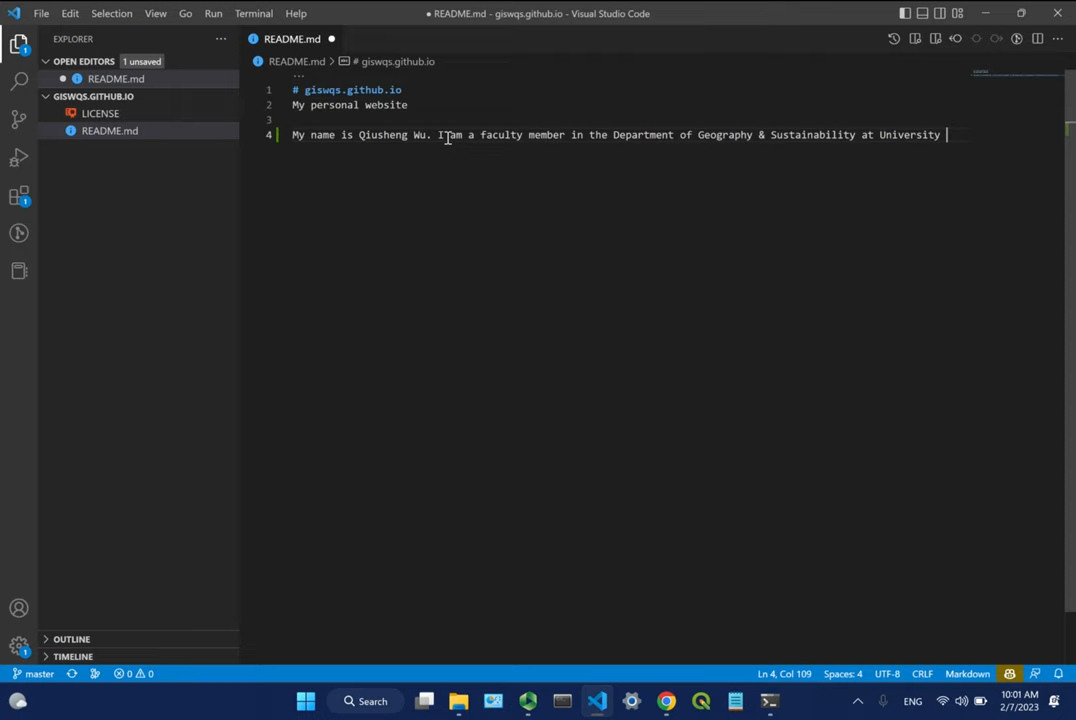 File Edit Selection View Go Run Terminal Help
● README.md - giswqs.github.io - Visual Studio Code
EXPLORER
README.md
OPEN EDITORS 1 unsaved
README.md
README.md > # giswqs.github.io
GISWQS.GITHUB.IO
LICENSE
README.md
...
1 # giswqs.github.io
2 My personal website
3
4 My name is Qiusheng Wu. I am a faculty member in the Department of Geography & Sustainability at University
1
1
OUTLINE
TIMELINE
1
master 0 0
Ln 4, Col 109 Spaces: 4 UTF-8 CRLF Markdown
Search
ENG
10:01 AM
2/7/2023